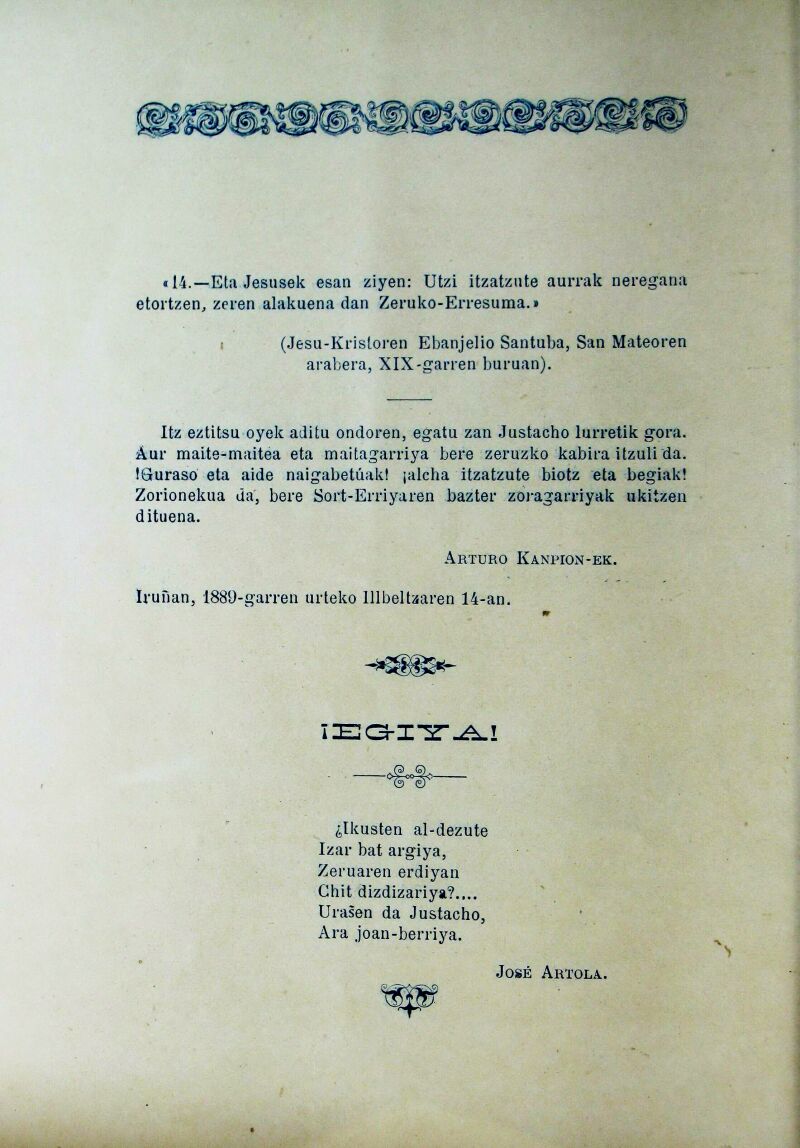 «14.—Eta Jesusek esan ziyen: Utzi itzatzute aurrak neregana
etortzen, zeren alakuena dan Zeruko-Erresuma.»
(Jesu-Kristoren Ebanjelio Santuba, San Mateoren
arabera, XIX-garren buruan).
Itz eztitsu oyek aditu ondoren, egatu zan Justacho lurretik gora.
Aur maite-maitea eta maitagarriya bere zeruzko kabira itzuli da.
!Guraso eta aide naigabetúak! ¡alcha itzatzute biotz eta begiak!
Zorionekua da, bere Sort-Erriyaren bazter zoragarriyak ukitzen
dituena.
ARTURO KANPION-EK.
Iruñan, 1889-garren urteko Illbeltzaren 14-an.
¡EGIYA!
¿Ikusten al-dezute
Izar bat argiya,
Zeruaren erdiyan
Chit dizdizariya?....
Urašen da Justacho,
Ara joan-berriya.
JOSÉ ARTOLA.